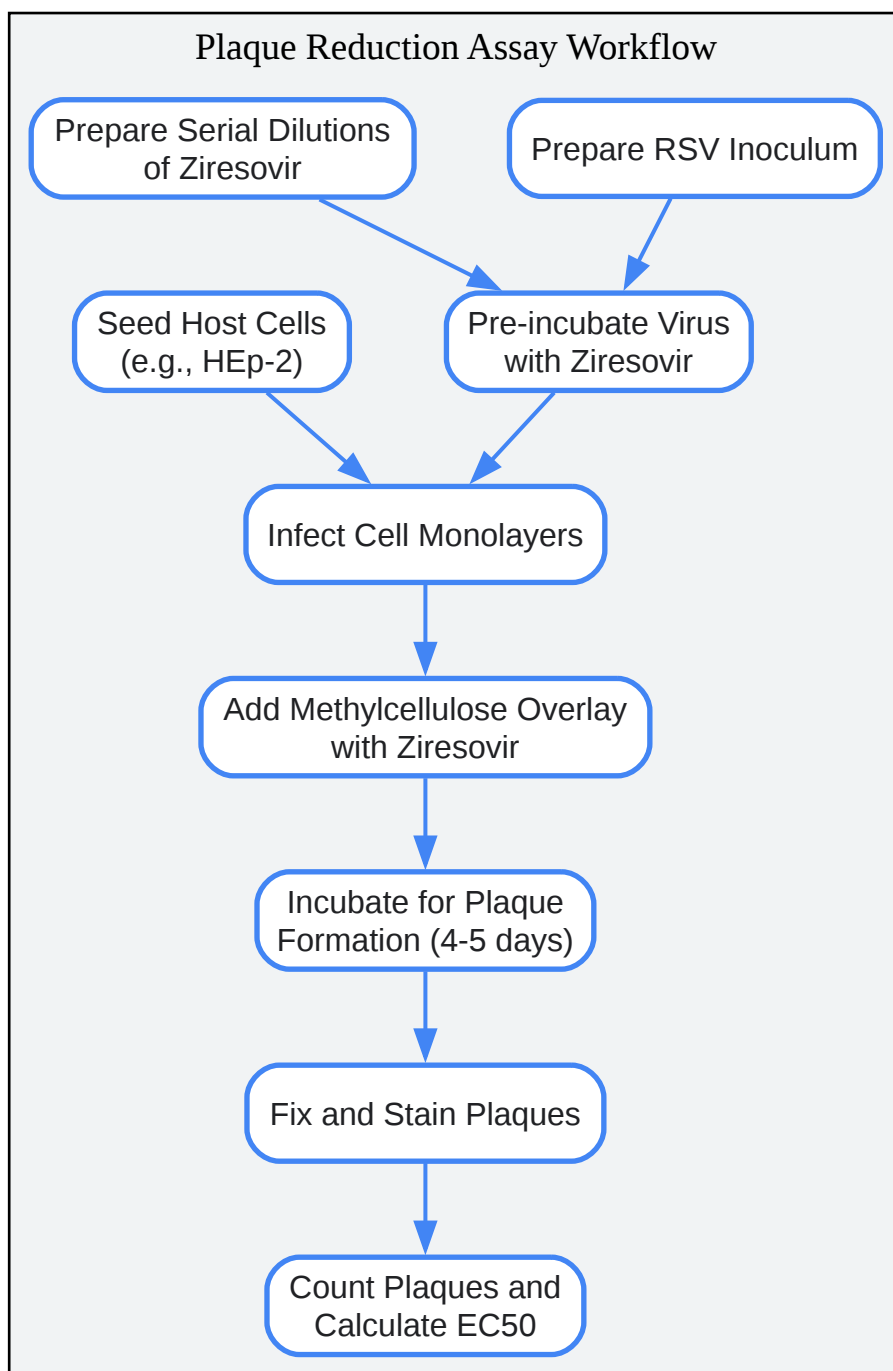 Plaque Reduction Assay Workflow
Prepare Serial Dilutions
of Ziresovir
Prepare RSV Inoculum
Seed Host Cells
(e.g., HEp-2)
Pre-incubate Virus
with Ziresovir
Infect Cell Monolayers
Add Methylcellulose Overlay
with Ziresovir
Incubate for Plaque
Formation (4-5 days)
Fix and Stain Plaques
Count Plaques and
Calculate EC50